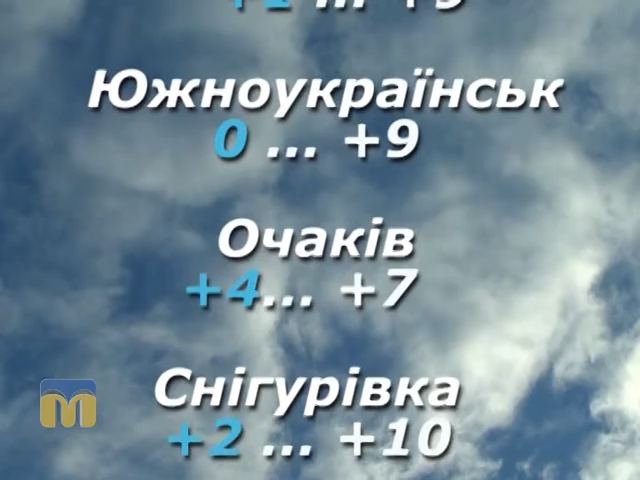 Южноукраїнськ
0 ... +9
Очаків
+4... +7
Снігурівка
+2 ... +10